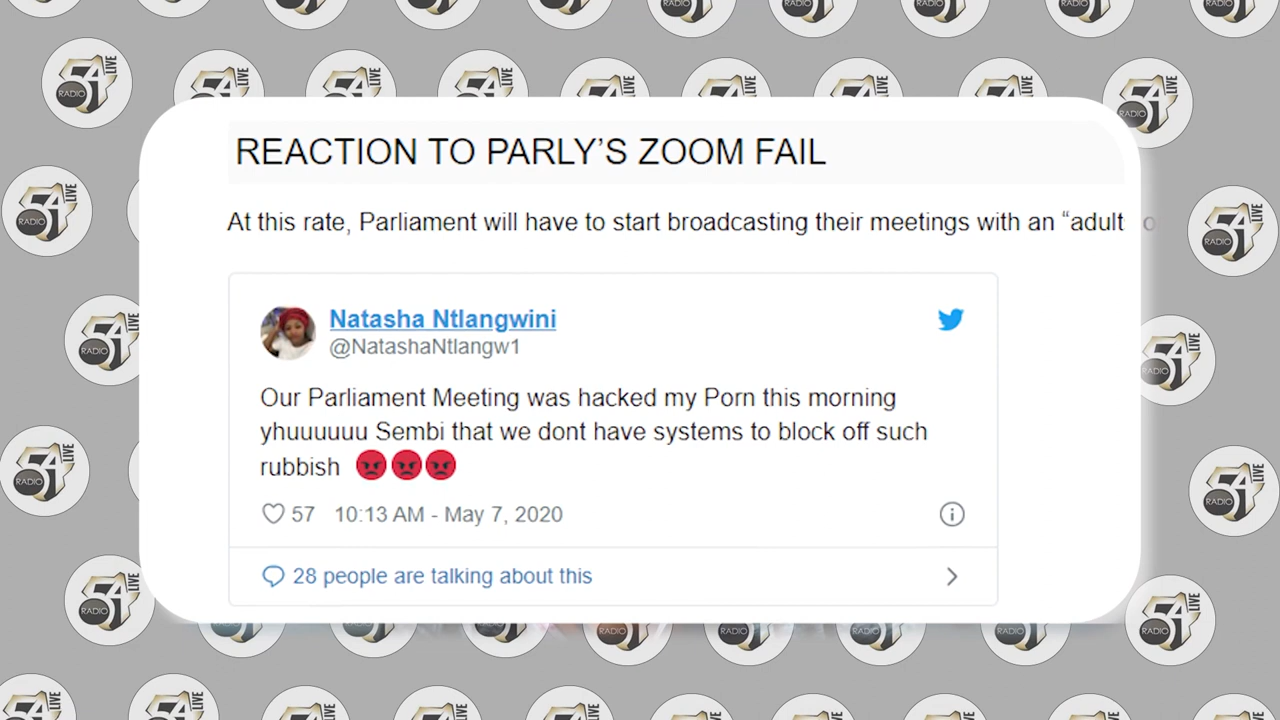 REACTION TO PARLY’S ZOOM FAIL
At this rate, Parliament will have to start broadcasting their meetings with an “adult
Natasha Ntlangwini
@NatashaNtlangw1
Our Parliament Meeting was hacked my Porn this morning
yhuuuuuu Sembi that we dont have systems to block off such
rubbish 😡😡😡
57 10:13 AM - May 7, 2020
28 people are talking about this
RADIO 54 LIVE